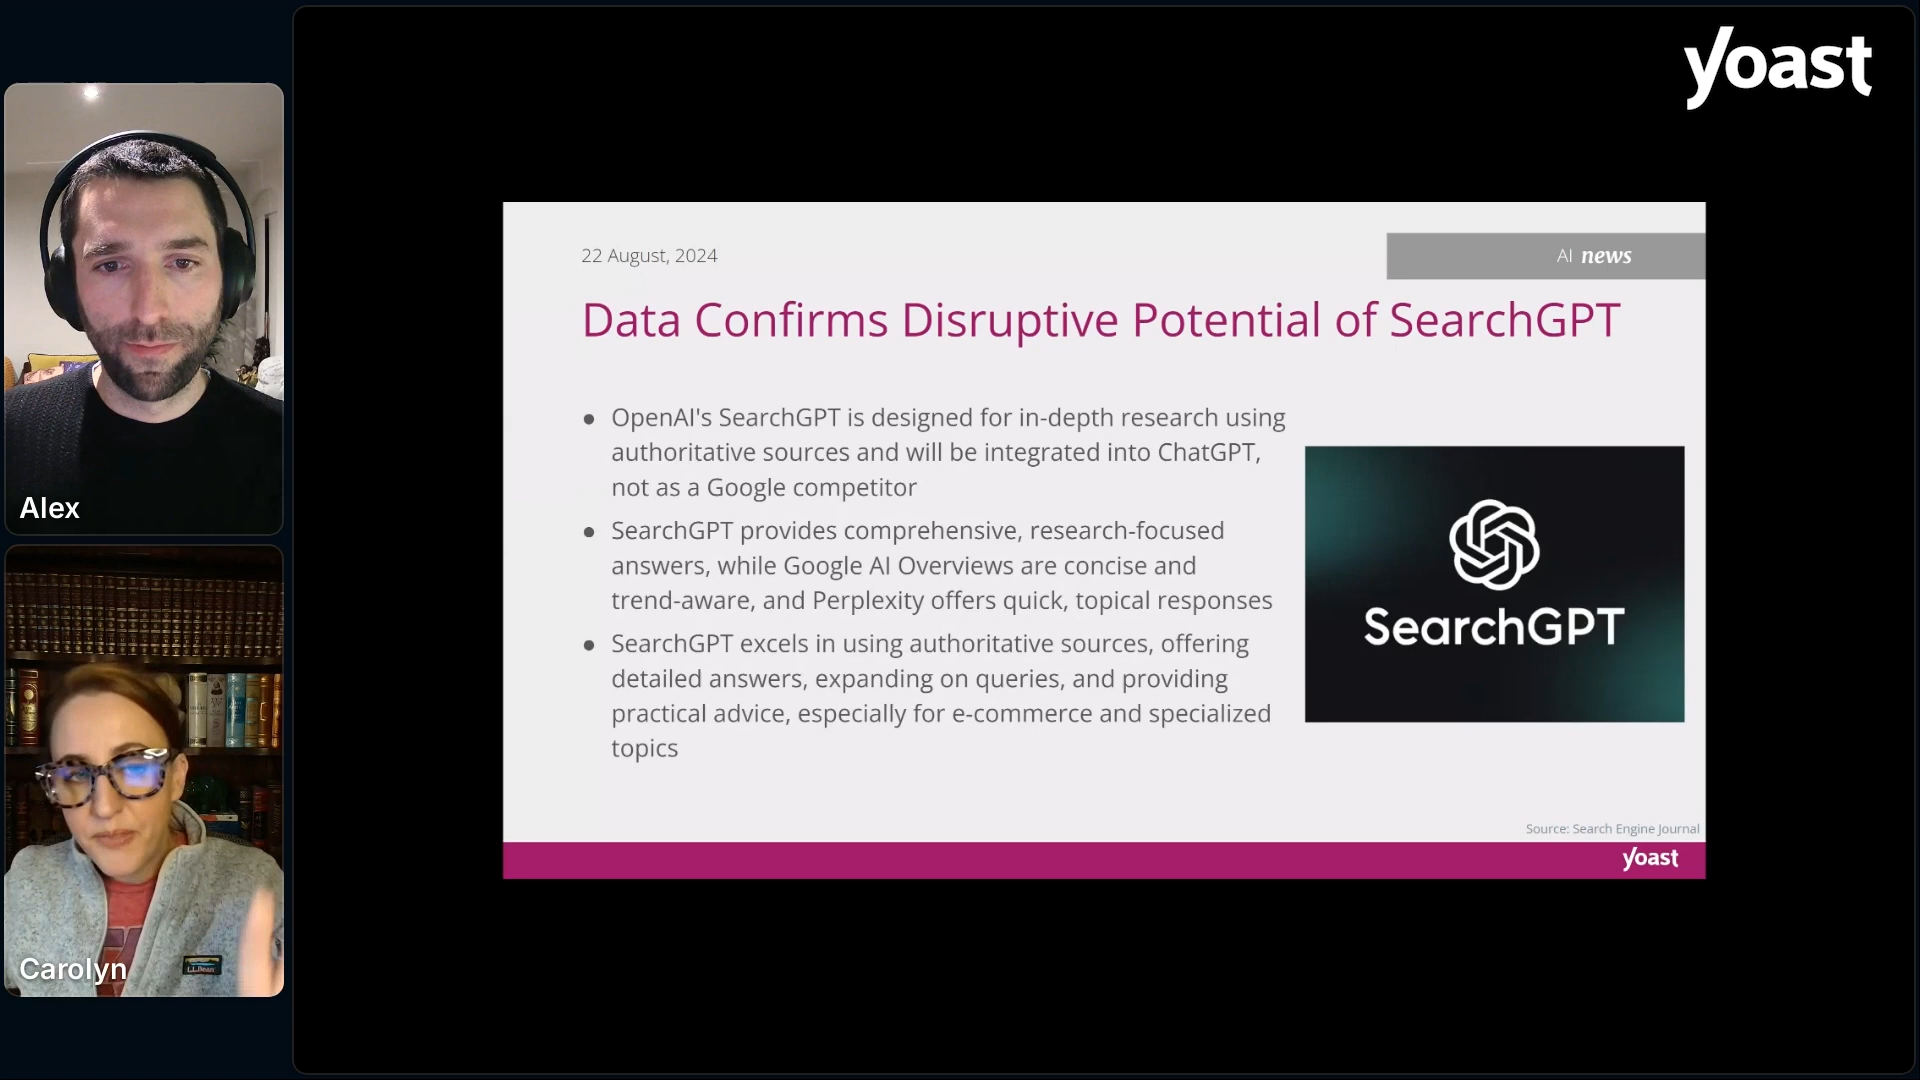 yoast
Alex
Carolyn
L.L.Bean
22 August, 2024
AI news
Data Confirms Disruptive Potential of SearchGPT
● OpenAI's SearchGPT is designed for in-depth research using
authoritative sources and will be integrated into ChatGPT,
not as a Google competitor
● SearchGPT provides comprehensive, research-focused
answers, while Google AI Overviews are concise and
trend-aware, and Perplexity offers quick, topical responses
● SearchGPT excels in using authoritative sources, offering
detailed answers, expanding on queries, and providing
practical advice, especially for e-commerce and specialized
topics
SearchGPT
Source: Search Engine Journal
yoast